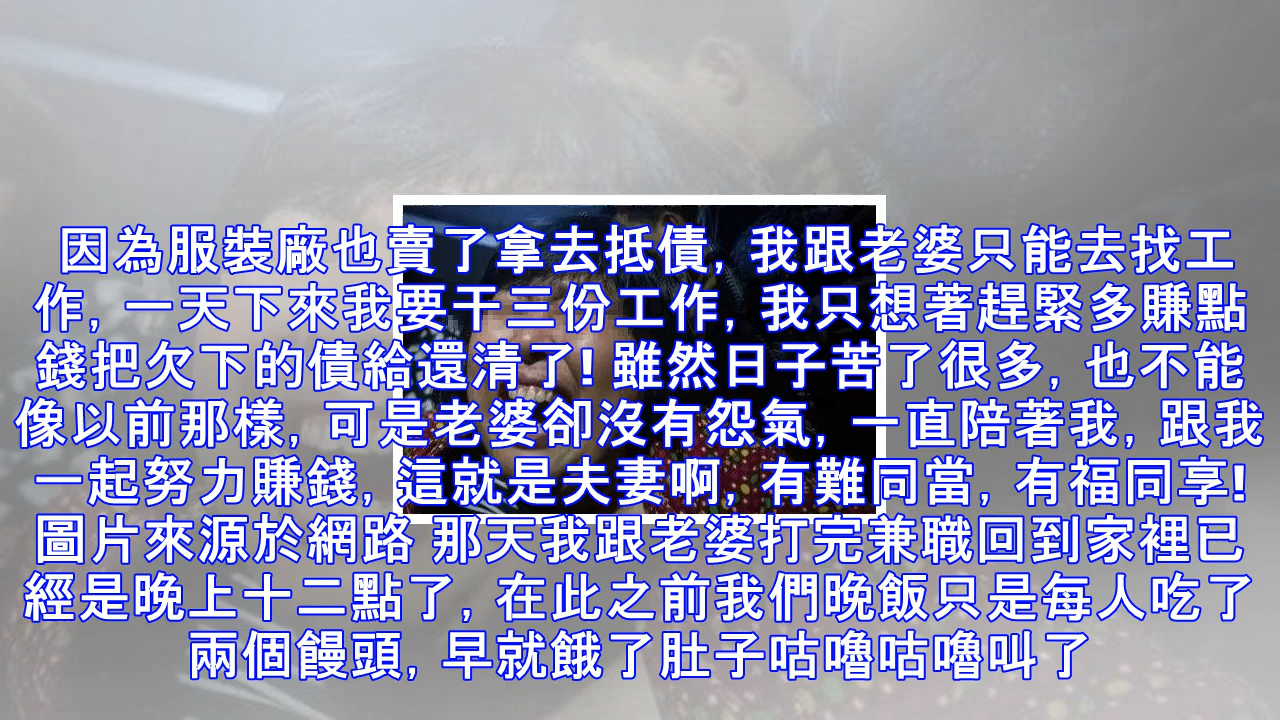 因為服裝廠也賣了拿去抵債, 我跟老婆只能去找工
作, 一天下來我要干三份工作, 我只想著趕緊多賺點
錢把欠下的債給還清了! 雖然日子苦了很多, 也不能
像以前那樣, 可是老婆卻沒有怨氣, 一直陪著我, 跟我
一起努力賺錢, 這就是夫妻啊, 有難同當, 有福同享!
圖片來源於網路 那天我跟老婆打完兼職回到家裡已
經是晚上十二點了, 在此之前我們晚飯只是每人吃了
兩個饅頭, 早就餓了肚子咕嚕咕嚕叫了